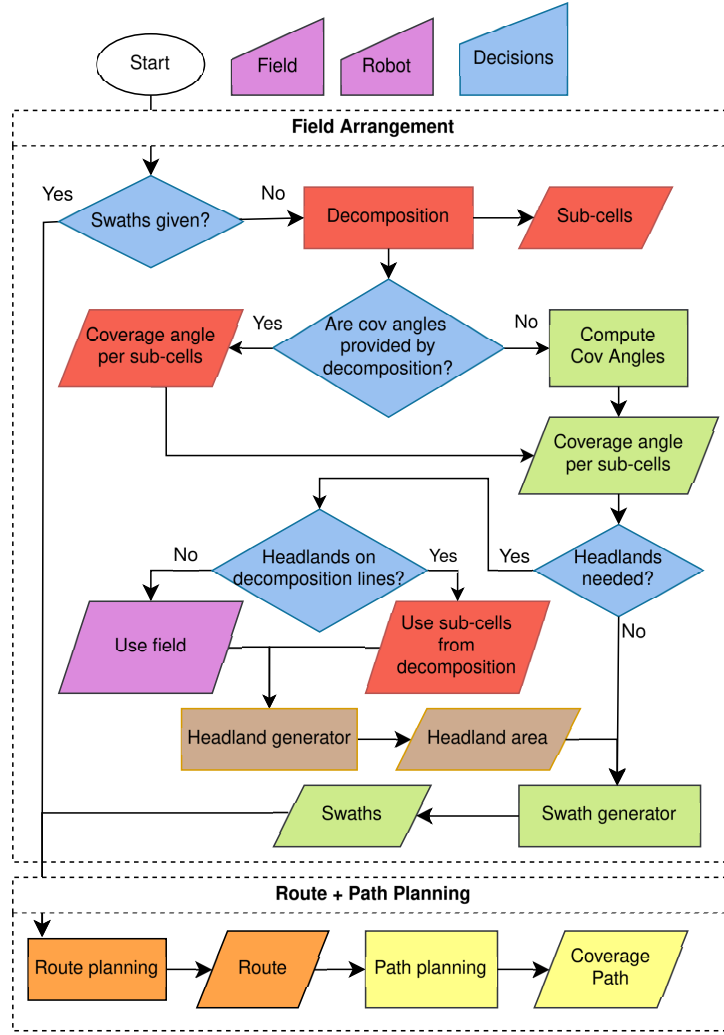 Start
Field
Robot
Decisions
Field Arrangement
Yes
Swaths given?
No
Decomposition
Sub-cells
Coverage angle
per sub-cells
Yes
Are cov angles
provided by
decomposition?
No
Compute
Cov Angles
Coverage angle
per sub-cells
No
Headlands on
decomposition lines?
Yes
Yes
Headlands
needed?
No
Use field
Use sub-cells
from
decomposition
Headland generator
Headland area
Swaths
Swath generator
Route + Path Planning
Route planning
Route
Path planning
Coverage
Path